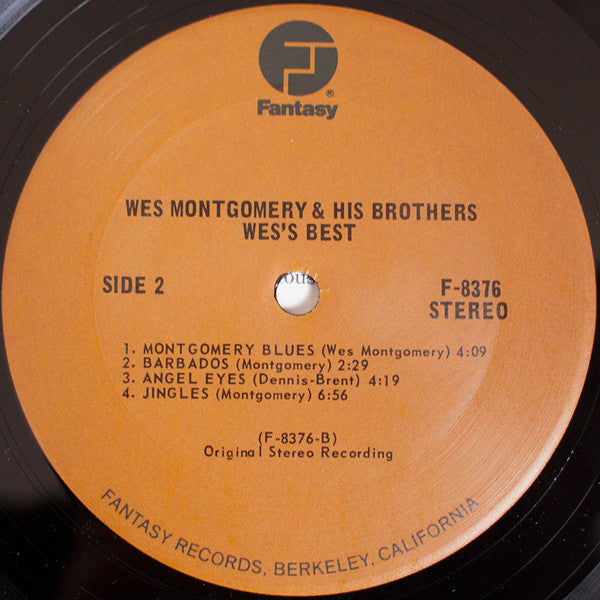 F
®
Fantasy
WES MONTGOMERY & HIS BROTHERS
WES'S BEST
SIDE 2
ous
F-8376
STEREO
1. MONTGOMERY BLUES (Wes Montgomery) 4:09
2. BARBADOS (Montgomery) 2:29
3. ANGEL EYES (Dennis-Brent) 4:19
4. JINGLES (Montgomery) 6:56
(F-8376-B)
Original Stereo Recording
FANTASY RECORDS, BERKELEY, CALIFORNIA